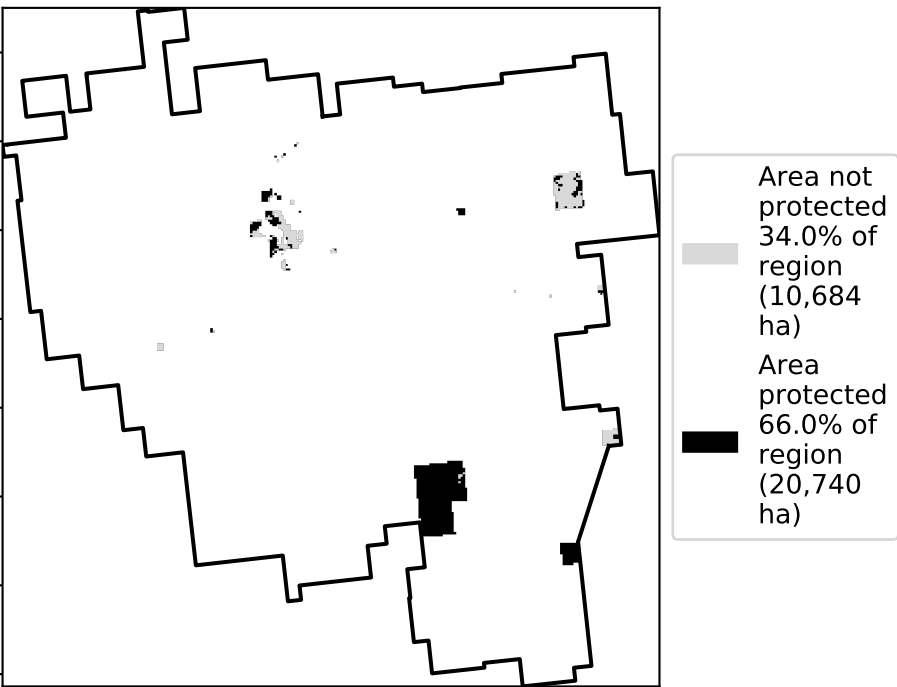 Area not
protected
34.0% of
region
(10,684
ha)
Area
protected
66.0% of
region
(20,740
ha)